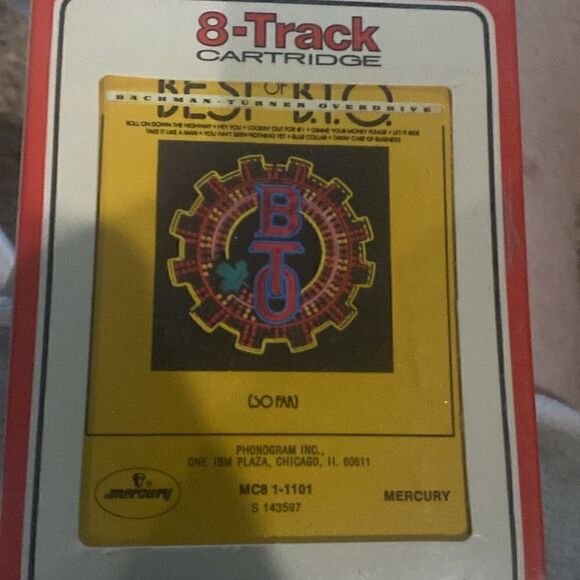 8-Track
CARTRIDGE
BEST OF B.T.O.
BACHMAN-TURNER OVERDRIVE
ROLL ON DOWN THE HIGHWAY • HEY YOU • LOOKIN' OUT FOR #1 • GIMME YOUR MONEY PLEASE • LET IT RIDE
TAKE IT LIKE A MAN • YOU AIN'T SEEN NOTHING YET • BLUE COLLAR • TAKIN' CARE OF BUSINESS
BTO
(SO FAR)
PHONOGRAM INC.,
ONE IBM PLAZA, CHICAGO, Il. 60611
mercury
MC8 1-1101
MERCURY
S 143597